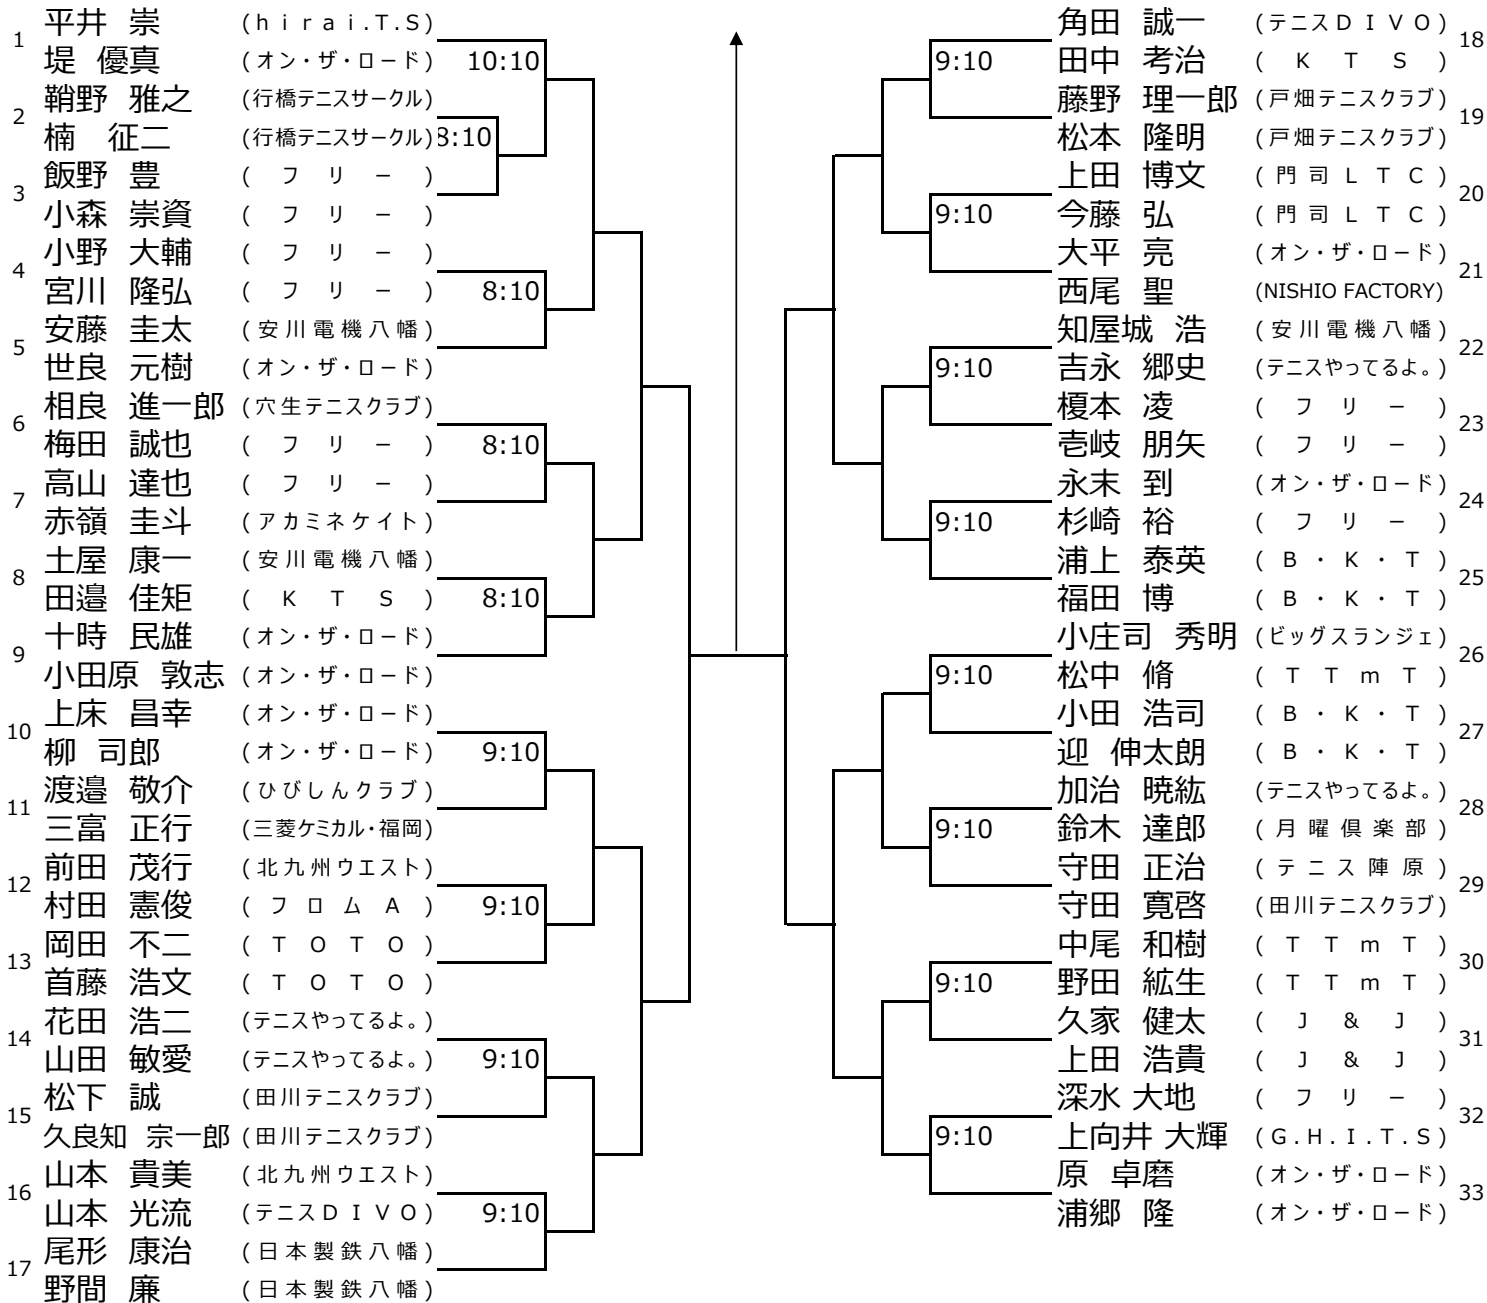 1
平井 崇 (hirai.T.S)
堤 優真 (オン・ザ・ロード) 10:10
2
鞘野 雅之 (行橋テニスサークル)
楠 征二 (行橋テニスサークル) 8:10
3
飯野 豊 (フリー)
小森 崇資 (フリー)
4
小野 大輔 (フリー)
宮川 隆弘 (フリー) 8:10
5
安藤 圭太 (安川電機八幡)
世良 元樹 (オン・ザ・ロード)
6
相良 進一郎 (穴生テニスクラブ)
梅田 誠也 (フリー) 8:10
7
高山 達也 (フリー)
赤嶺 圭斗 (アカミネケイト)
8
土屋 康一 (安川電機八幡)
田邉 佳矩 (KTS) 8:10
9
十時 民雄 (オン・ザ・ロード)
小田原 敦志 (オン・ザ・ロード)
10
上床 昌幸 (オン・ザ・ロード)
柳 司郎 (オン・ザ・ロード) 9:10
11
渡邉 敬介 (ひびしんクラブ)
三富 正行 (三菱ケミカル・福岡)
12
前田 茂行 (北九州ウエスト)
村田 憲俊 (フロムA) 9:10
13
岡田 不二 (TOTO)
首藤 浩文 (TOTO)
14
花田 浩二 (テニスやってるよ。)
山田 敏愛 (テニスやってるよ。) 9:10
15
松下 誠 (田川テニスクラブ)
久良知 宗一郎 (田川テニスクラブ)
16
山本 貴美 (北九州ウエスト)
山本 光流 (テニスDIVO) 9:10
17
尾形 康治 (日本製鉄八幡)
野間 廉 (日本製鉄八幡)
角田 誠一 (テニスDIVO)
18
9:10 田中 考治 (KTS)
藤野 理一郎 (戸畑テニスクラブ)
19
松本 隆明 (戸畑テニスクラブ)
上田 博文 (門司LTC)
20
9:10 今藤 弘 (門司LTC)
大平 亮 (オン・ザ・ロード)
21
西尾 聖 (NISHIO FACTORY)
知屋城 浩 (安川電機八幡)
22
9:10 吉永 郷史 (テニスやってるよ。)
榎本 凌 (フリー)
23
壱岐 朋矢 (フリー)
永末 到 (オン・ザ・ロード)
24
9:10 杉崎 裕 (フリー)
浦上 泰英 (B・K・T)
25
福田 博 (B・K・T)
小庄司 秀明 (ビッグスランジェ)
26
9:10 松中 脩 (TTmT)
小田 浩司 (B・K・T)
27
迎 伸太朗 (B・K・T)
加治 暁紘 (テニスやってるよ。)
28
9:10 鈴木 達郎 (月曜倶楽部)
守田 正治 (テニス陣原)
29
守田 寛啓 (田川テニスクラブ)
中尾 和樹 (TTmT)
30
9:10 野田 紘生 (TTmT)
久家 健太 (J&J)
31
上田 浩貴 (J&J)
深水 大地 (フリー)
32
9:10 上向井 大輝 (G.H.I.T.S)
原 卓磨 (オン・ザ・ロード)
33
浦郷 隆 (オン・ザ・ロード)